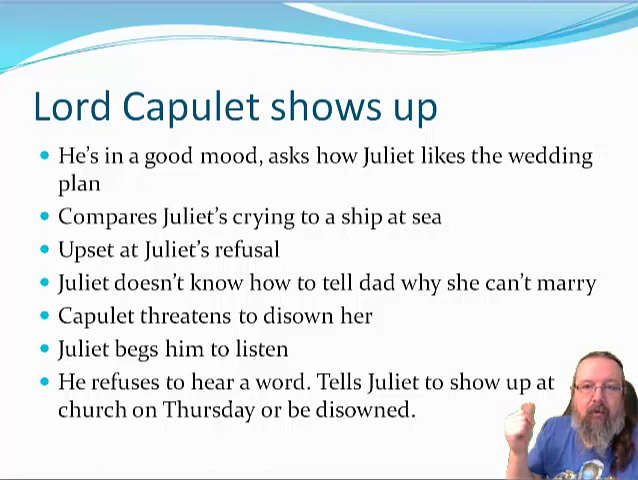 Lord Capulet shows up
• He's in a good mood, asks how Juliet likes the wedding
plan
• Compares Juliet's crying to a ship at sea
• Upset at Juliet's refusal
• Juliet doesn't know how to tell dad why she can't marry
• Capulet threatens to disown her
• Juliet begs him to listen
• He refuses to hear a word. Tells Juliet to show up at
church on Thursday or be disowned.